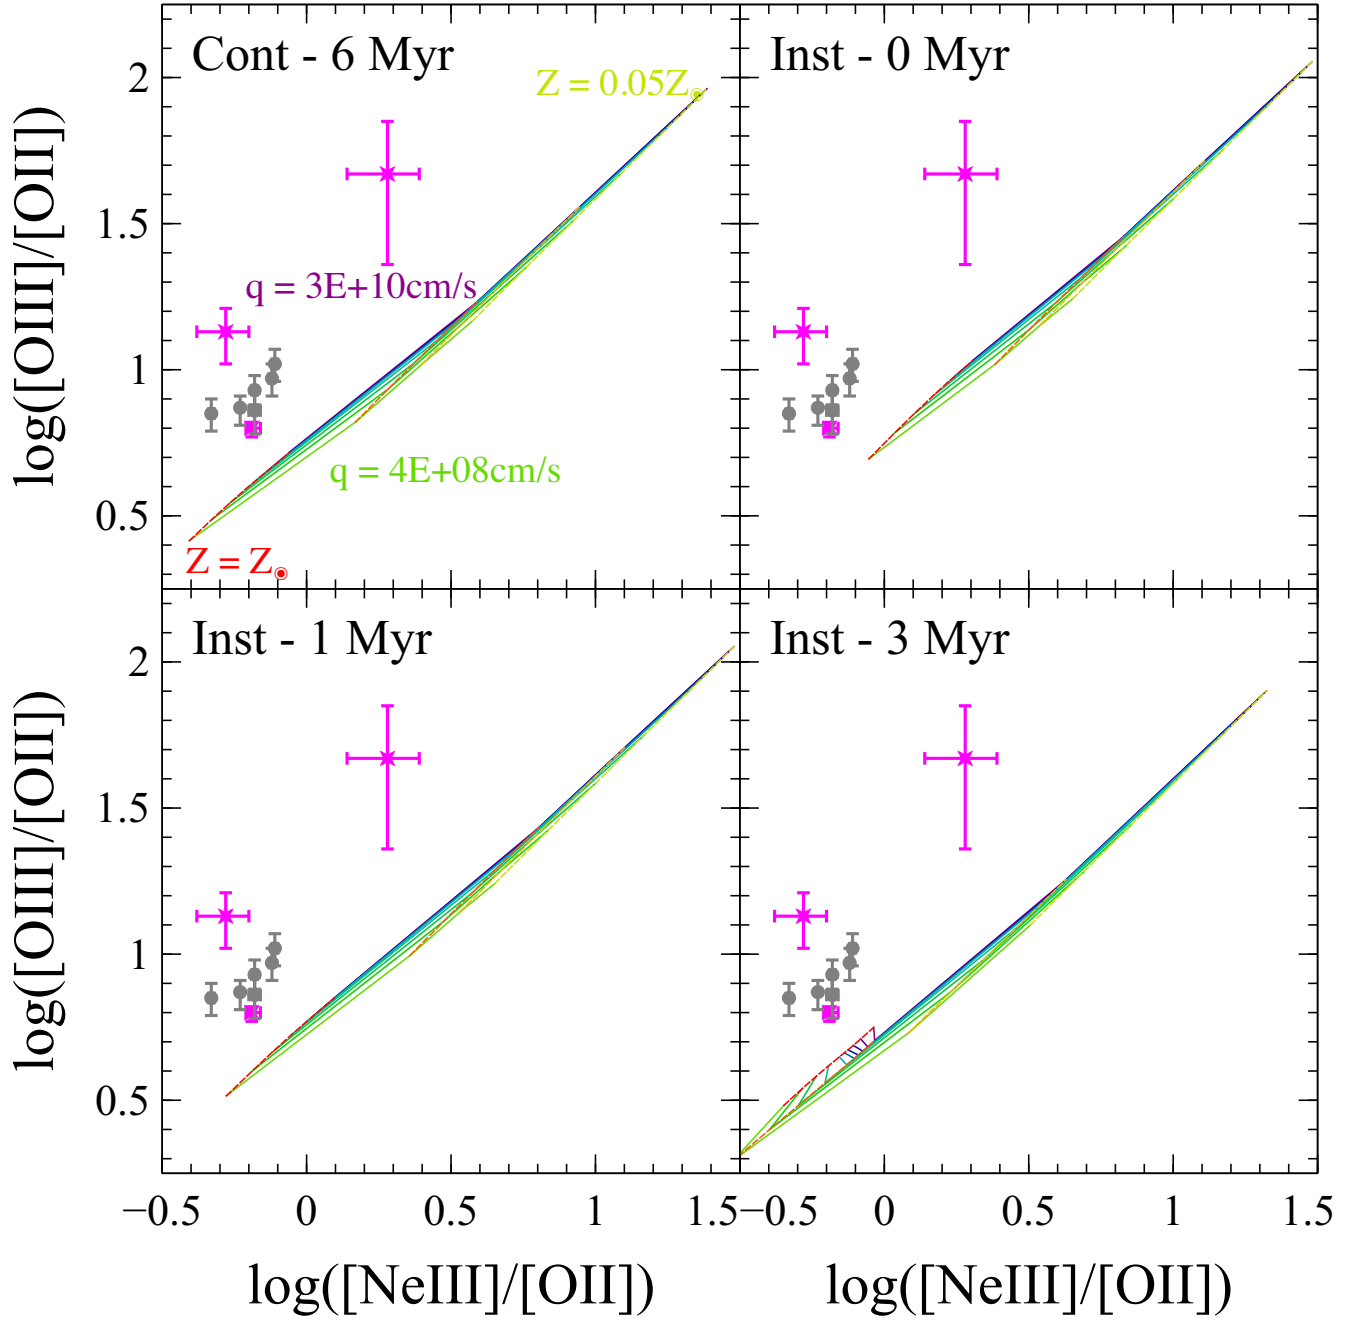 Cont - 6 Myr
Inst - 0 Myr
Z = 0.05Z☉
q = 3E+10cm/s
q = 4E+08cm/s
Z = Z☉
log([OIII]/[OII])
2
1.5
1
0.5
Inst - 1 Myr
Inst - 3 Myr
log([OIII]/[OII])
2
1.5
1
0.5
−0.5 0 0.5 1 1.5 −0.5 0 0.5 1 1.5
log([NeIII]/[OII]) log([NeIII]/[OII])